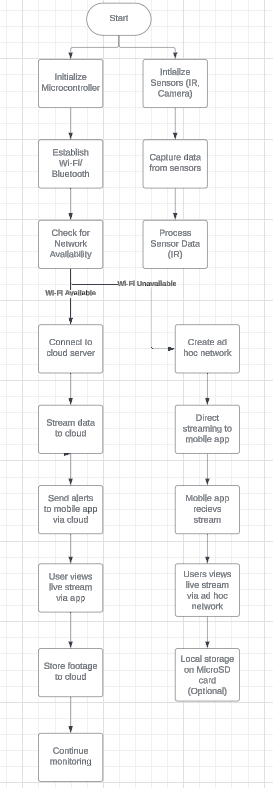 Start
Initialize
Microcontroller
Intialize
Sensors (IR,
Camera)
Establish
Wi-Fi/
Bluetooth
Capture data
from sensors
Check for
Network
Availability
Process
Sensor Data
(IR)
Wi-Fi Unavailable
Wi-Fi Available
Connect to
cloud server
Create ad
hoc network
Stream data
to cloud
Direct
streaming to
mobile app
Send alerts
to mobile app
via cloud
Mobile app
recievs
stream
User views
live stream
via app
Users views
live stream
via ad hoc
network
Store footage
to cloud
Local storage
on MicroSD
card
(Optional)
Continue
monitoring